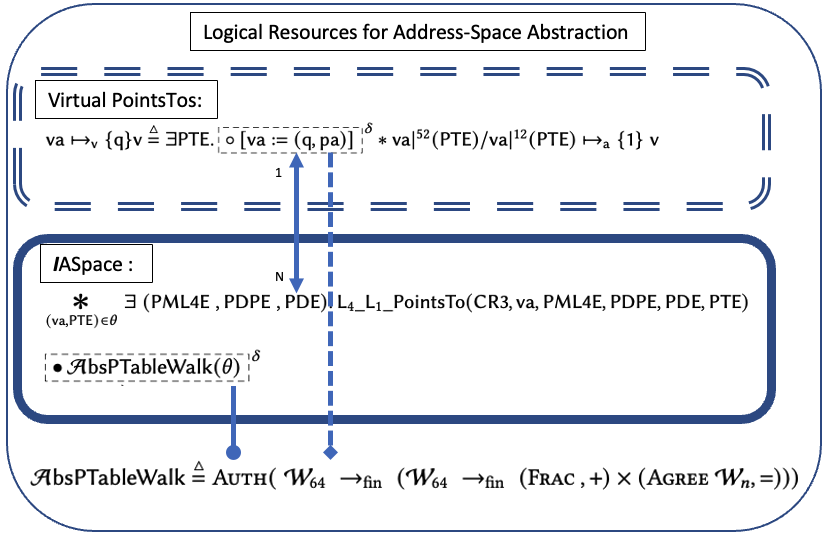 Logical Resources for Address-Space Abstraction
Virtual PointsTos:
va ↦ᵥ {q}v ≜ ∃PTE. ∘ [va := (q, pa)]^δ ∗ va|⁵²(PTE)/va|¹²(PTE) ↦ₐ {1} v
1
IASpace :
N
∗ ∃ (PML4E , PDPE , PDE). L₄_L₁_PointsTo(CR3, va, PML4E, PDPE, PDE, PTE)
(va,PTE)∈θ
• 𝒜bsPTableWalk(θ)^δ
𝒜bsPTableWalk ≜ AUTH( 𝒲₆₄ →fin (𝒲₆₄ →fin (FRAC , +) × (AGREE 𝒲ₙ, =)))